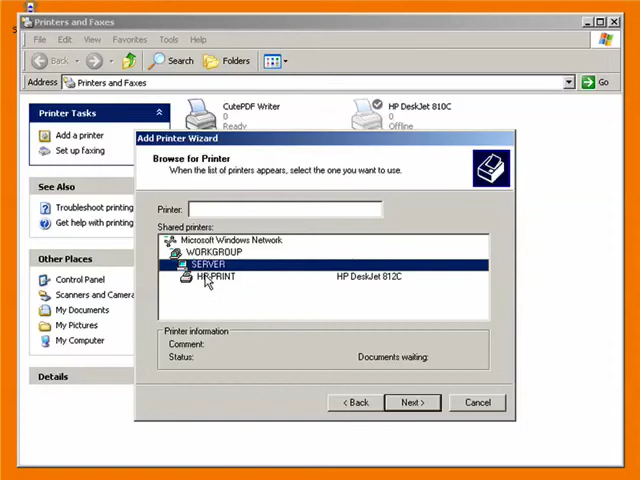 Printers and Faxes
File Edit View Favorites Tools Help
Back Search Folders
Address Printers and Faxes Go
Printer Tasks
Add a printer
Set up faxing
See Also
Troubleshoot printing
Get help with printing
Other Places
Control Panel
Scanners and Camera
My Documents
My Pictures
My Computer
Details
CutePDF Writer
0
Ready
HP DeskJet 810C
0
Offline
Add Printer Wizard
Browse for Printer
When the list of printers appears, select the one you want to use.
Printer:
Shared printers:
Microsoft Windows Network
WORKGROUP
SERVER
HPPRINT HP DeskJet 812C
Printer information
Comment:
Status: Documents waiting:
< Back Next > Cancel